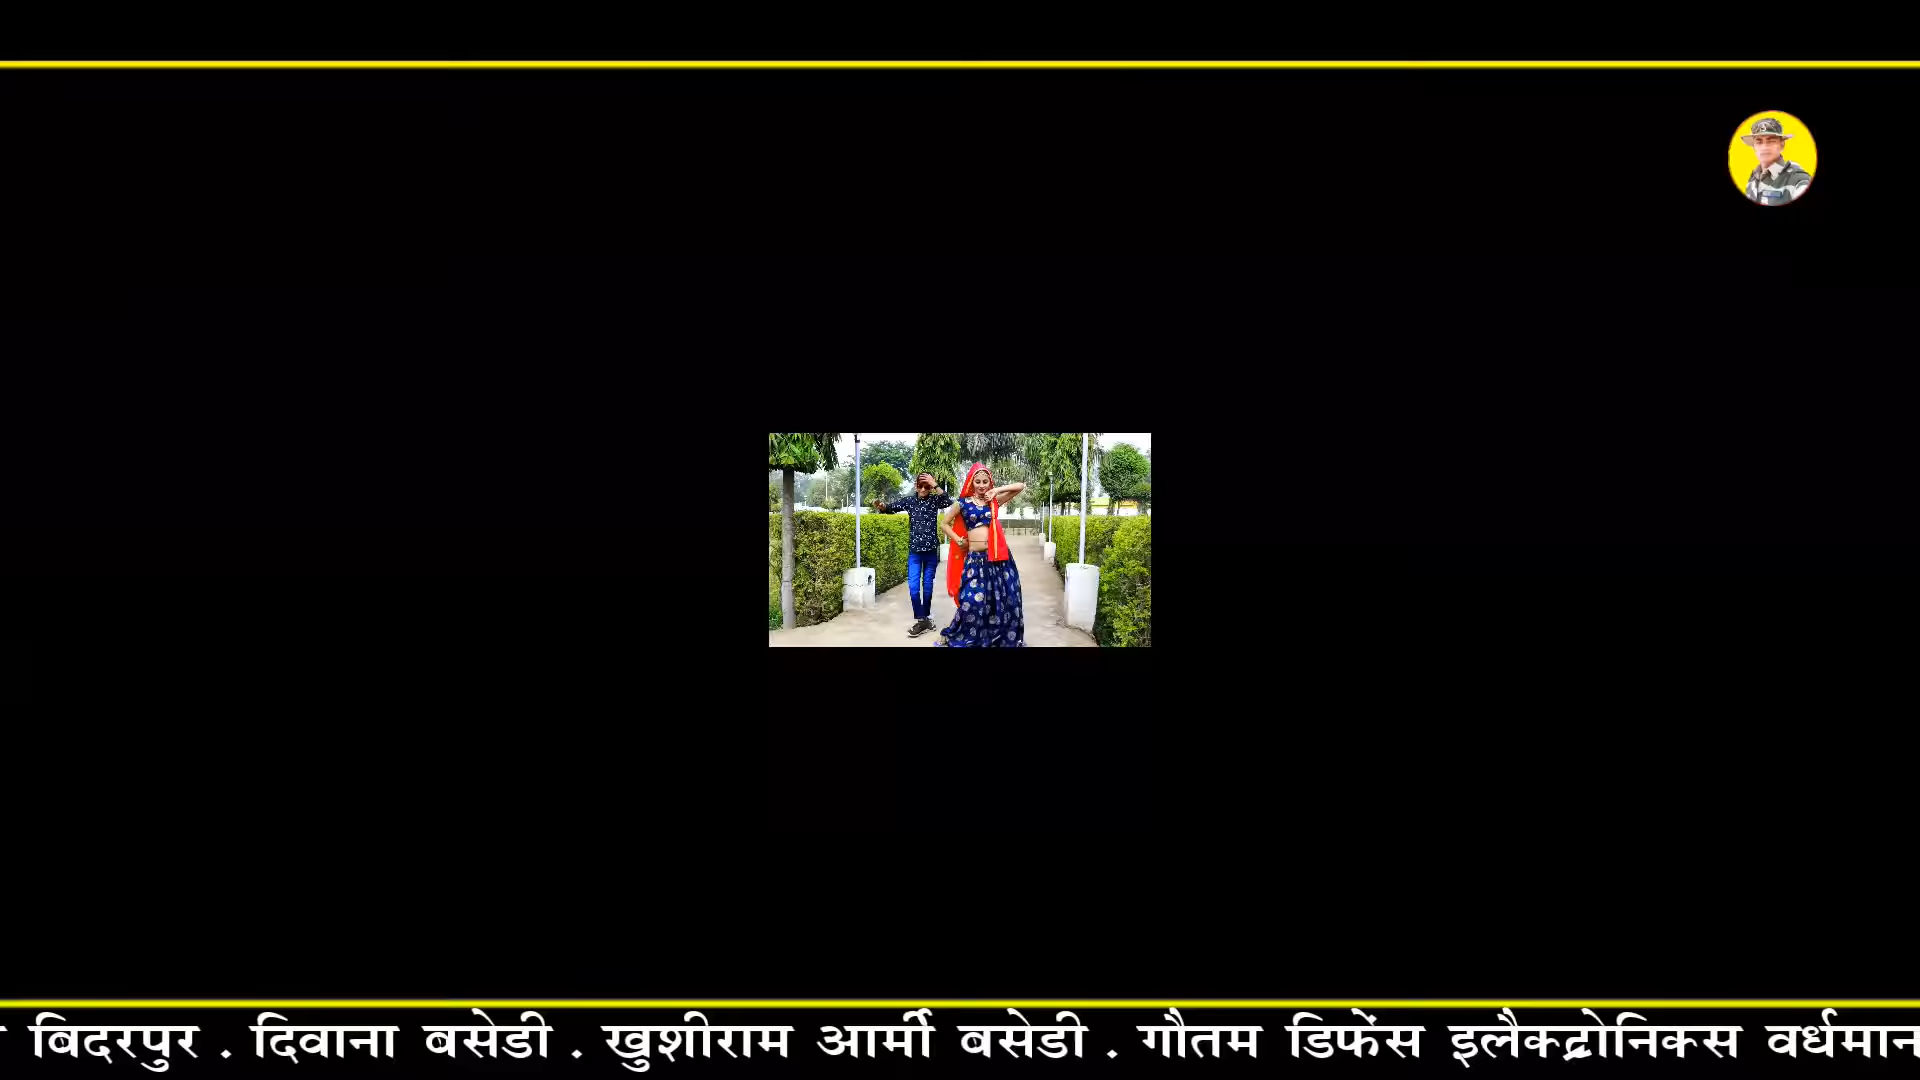 बिदरपुर . दिवाना बसेडी . खुशीराम आर्मी बसेडी . गौतम डिफेंस इलैक्ट्रोनिक्स वर्धमान